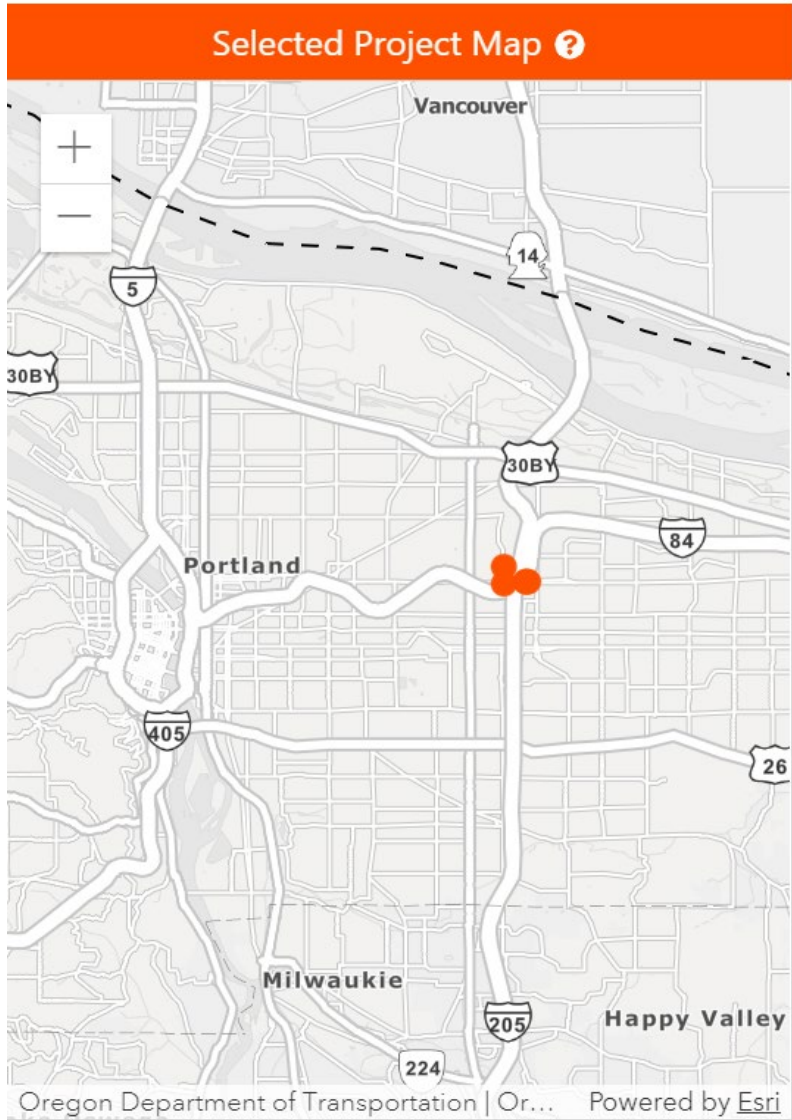 Selected Project Map ?
Vancouver
+
−
14
5
30BY
30BY
84
Portland
405
26
Milwaukie
205
Happy Valley
224
Oregon Department of Transportation | Or... Powered by Esri